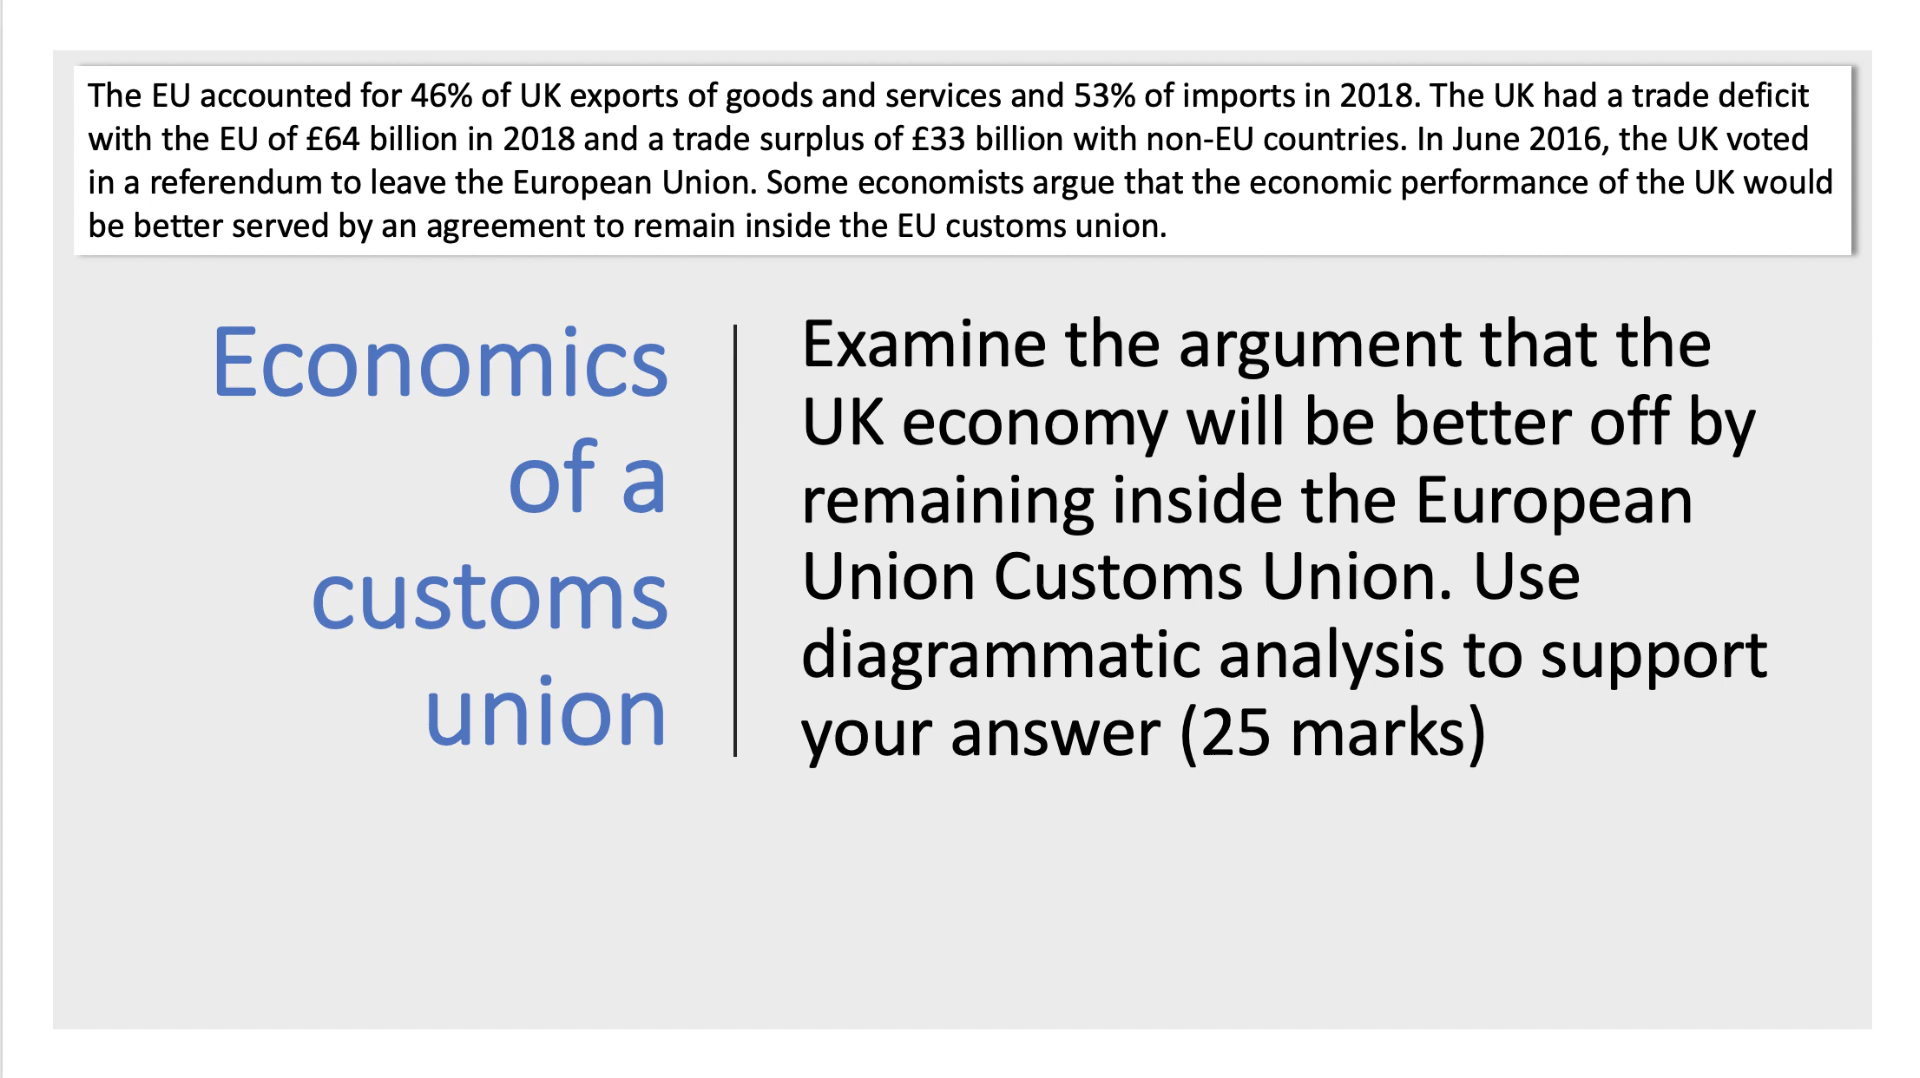 The EU accounted for 46% of UK exports of goods and services and 53% of imports in 2018. The UK had a trade deficit
with the EU of £64 billion in 2018 and a trade surplus of £33 billion with non-EU countries. In June 2016, the UK voted
in a referendum to leave the European Union. Some economists argue that the economic performance of the UK would
be better served by an agreement to remain inside the EU customs union.
Economics
of a
customs
union
Examine the argument that the
UK economy will be better off by
remaining inside the European
Union Customs Union. Use
diagrammatic analysis to support
your answer (25 marks)